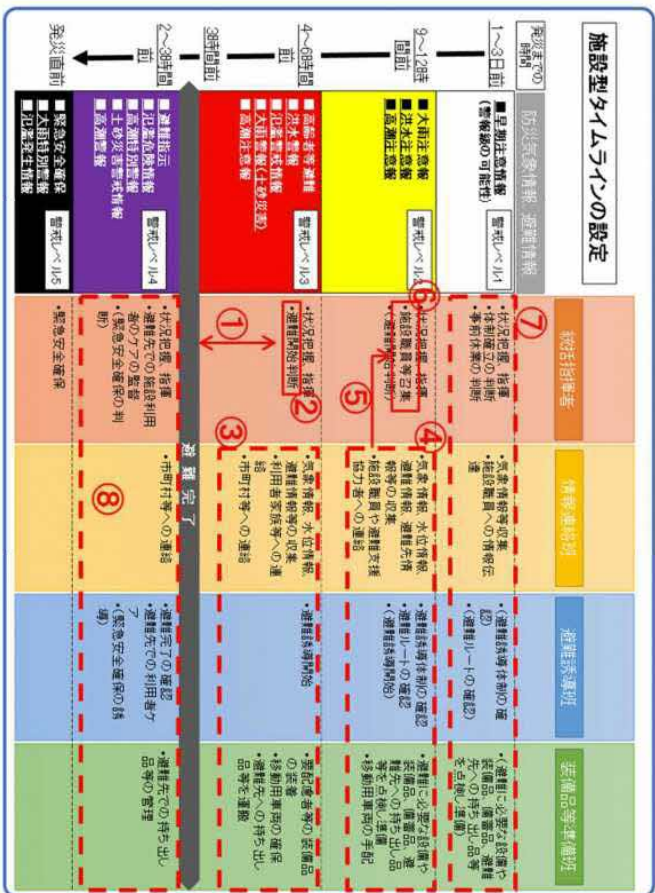 施設型タイムラインの設定
発災までの
時間
防災気象情報、避難情報
統括指揮者
情報連絡班
避難誘導班
装備品等準備班
1~3日前
■早期注意情報
(警報級の可能性)
警戒レベル1
⑦
・状況把握、指揮
・体制確立の判断
・事前休業の判断
・気象情報等収集
・施設職員への情報伝
達
・(避難誘導体制の確
認)
・(避難ルートの確認)
・(避難に必要な設備や
装備品、備蓄品、避難
先への持ち出し品等
を点検し準備)
9~12時
間前
■大雨注意報
■洪水注意報
■高潮注意報
⑥
・状況把握、指揮
・施設職員等召集
・(避難開始判断)
⑤
④
・気象情報、水位情報、
避難情報、避難先情
報等の収集
・施設職員や避難支援
協力者への連絡
・避難誘導体制の確認
・避難ルートの確認
・(避難誘導開始)
・避難に必要な設備や
装備品、備蓄品、避
難先への持ち出し品
等を点検し準備
・移動用車両の手配
4~6時間
前
3時間前
■高齢者等避難
■洪水警報
■氾濫警戒情報
■大雨警報(土砂災害)
■高潮注意報
警戒レベル3
・状況把握、指揮
・避難開始判断
②
①
③
・気象情報、水位情報、
避難情報等の収集
・利用者家族等への連
絡
・市町村等への連絡
・避難誘導開始
・要配慮者等の装備品
の装着
・移動用車両の確保
・避難先への持ち出し
品等を運搬
避難完了
2~3時間
前
■避難指示
■氾濫危険情報
■高潮特別警報
■土砂災害警戒情報
■高潮警報
警戒レベル4
・状況把握、指揮
・避難先での施設利用
者のケアの監督
・(緊急安全確保の判
断)
・市町村等への連絡
⑧
・避難完了の確認
・避難先での利用者ケ
ア
・(緊急安全確保の誘
導)
・避難先での持ち出し
品等の管理
発災直前
■緊急安全確保
■大雨特別警報
■氾濫発生情報
警戒レベル5
・緊急安全確保